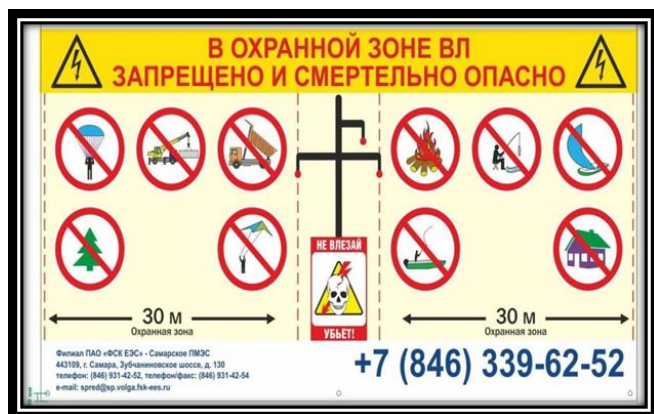 В ОХРАННОЙ ЗОНЕ ВЛ
ЗАПРЕЩЕНО И СМЕРТЕЛЬНО ОПАСНО
НЕ ВЛЕЗАЙ
УБЬЕТ!
30 м
Охранная зона
30 м
Охранная зона
Филиал ПАО «ФСК ЕЭС» - Самарское ПМЭС
443109, г. Самара, Зубчаниновское шоссе, д. 130
телефон: (846) 931-42-52, телефон/факс: (846) 931-42-54
e-mail: spred@sp.volga.fsk-ees.ru
+7 (846) 339-62-52